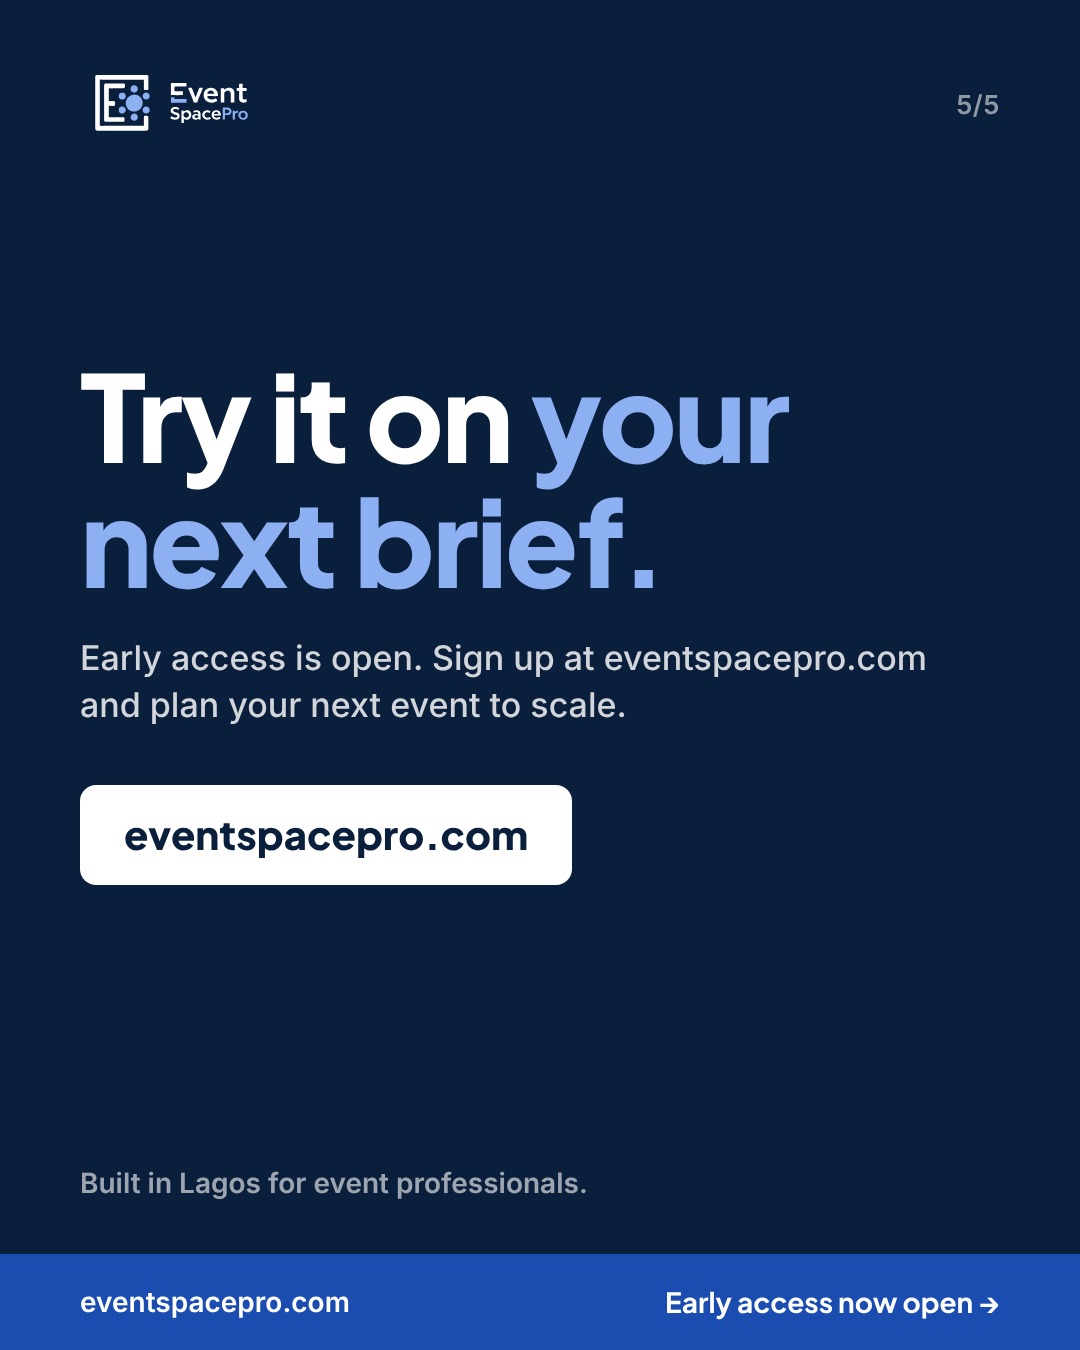 Event
SpacePro
5/5
Try it on your
next brief.
Early access is open. Sign up at eventspacepro.com
and plan your next event to scale.
eventspacepro.com
Built in Lagos for event professionals.
eventspacepro.com
Early access now open →